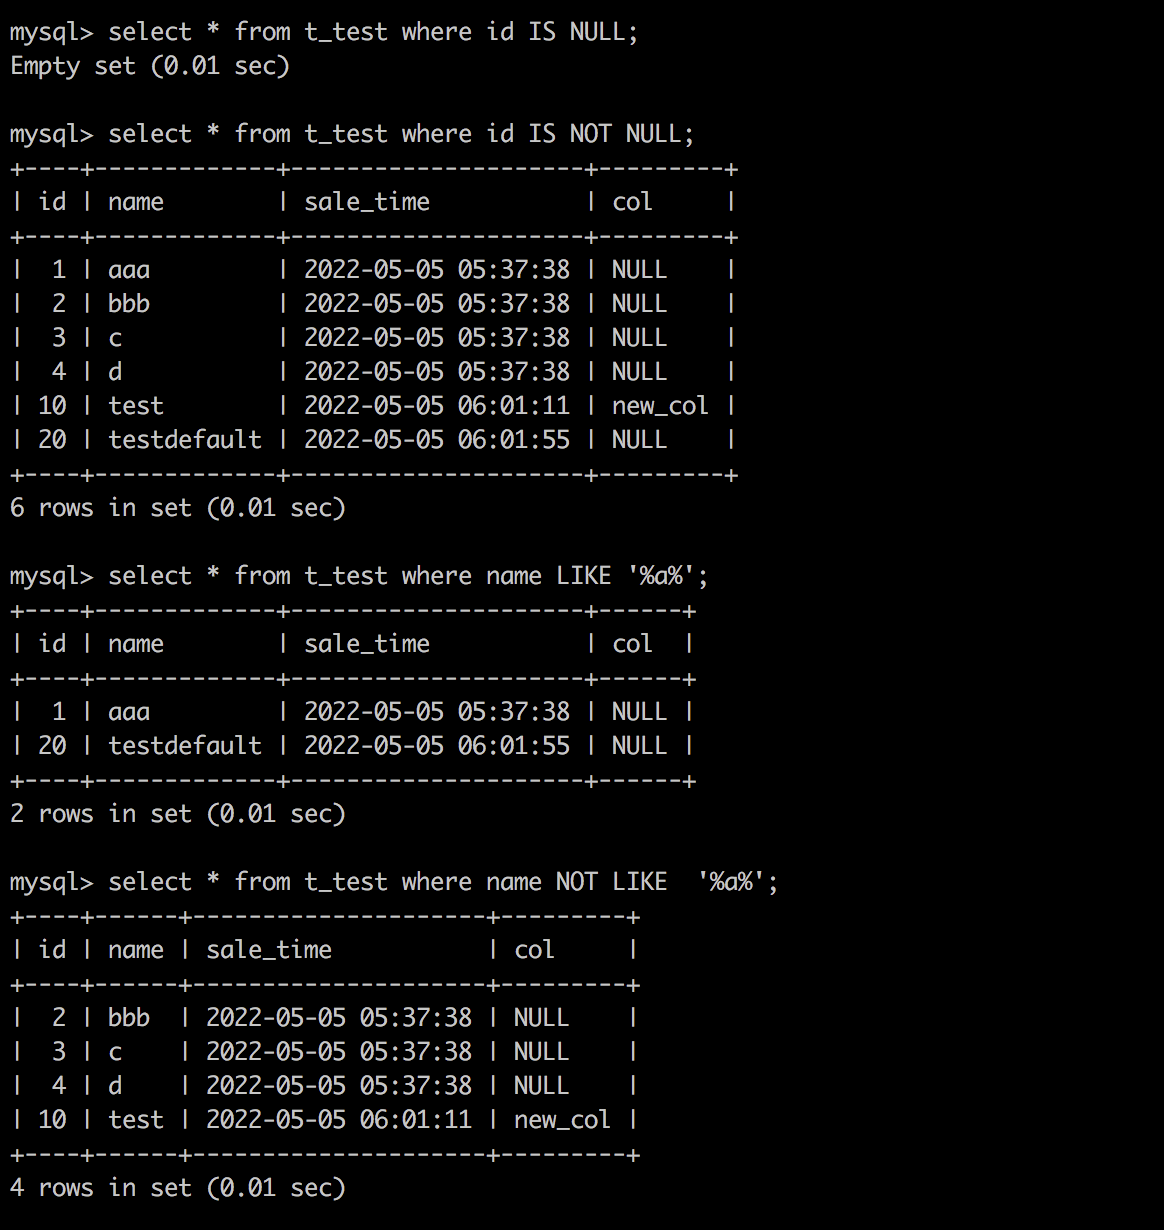 mysql> select * from t_test where id IS NULL;
Empty set (0.01 sec)

mysql> select * from t_test where id IS NOT NULL;
+----+-------------+---------------------+---------+
| id | name        | sale_time           | col     |
+----+-------------+---------------------+---------+
|  1 | aaa         | 2022-05-05 05:37:38 | NULL    |
|  2 | bbb         | 2022-05-05 05:37:38 | NULL    |
|  3 | c           | 2022-05-05 05:37:38 | NULL    |
|  4 | d           | 2022-05-05 05:37:38 | NULL    |
| 10 | test        | 2022-05-05 06:01:11 | new_col |
| 20 | testdefault | 2022-05-05 06:01:55 | NULL    |
+----+-------------+---------------------+---------+
6 rows in set (0.01 sec)

mysql> select * from t_test where name LIKE '%a%';
+----+-------------+---------------------+------+
| id | name        | sale_time           | col  |
+----+-------------+---------------------+------+
|  1 | aaa         | 2022-05-05 05:37:38 | NULL |
| 20 | testdefault | 2022-05-05 06:01:55 | NULL |
+----+-------------+---------------------+------+
2 rows in set (0.01 sec)

mysql> select * from t_test where name NOT LIKE  '%a%';
+----+------+---------------------+---------+
| id | name | sale_time           | col     |
+----+------+---------------------+---------+
|  2 | bbb  | 2022-05-05 05:37:38 | NULL    |
|  3 | c    | 2022-05-05 05:37:38 | NULL    |
|  4 | d    | 2022-05-05 05:37:38 | NULL    |
| 10 | test | 2022-05-05 06:01:11 | new_col |
+----+------+---------------------+---------+
4 rows in set (0.01 sec)